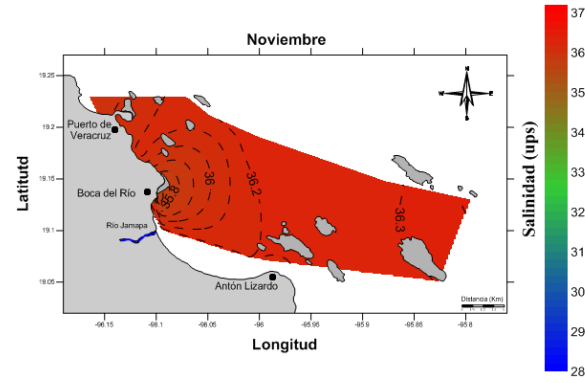 Noviembre
37
36
35
34
33
32
31
30
29
28
Salinidad (ups)
19.25
19.2
19.15
19.1
19.05
Latitutd
Puerto de
Veracruz
Boca del Río
Río Jamapa
Antón Lizardo
35.8
36
36.2
36.3
N
E
S
Distancia (Km)
-96.15
-96.1
-96.05
-96
-95.95
-95.9
-95.85
-95.8
Longitud